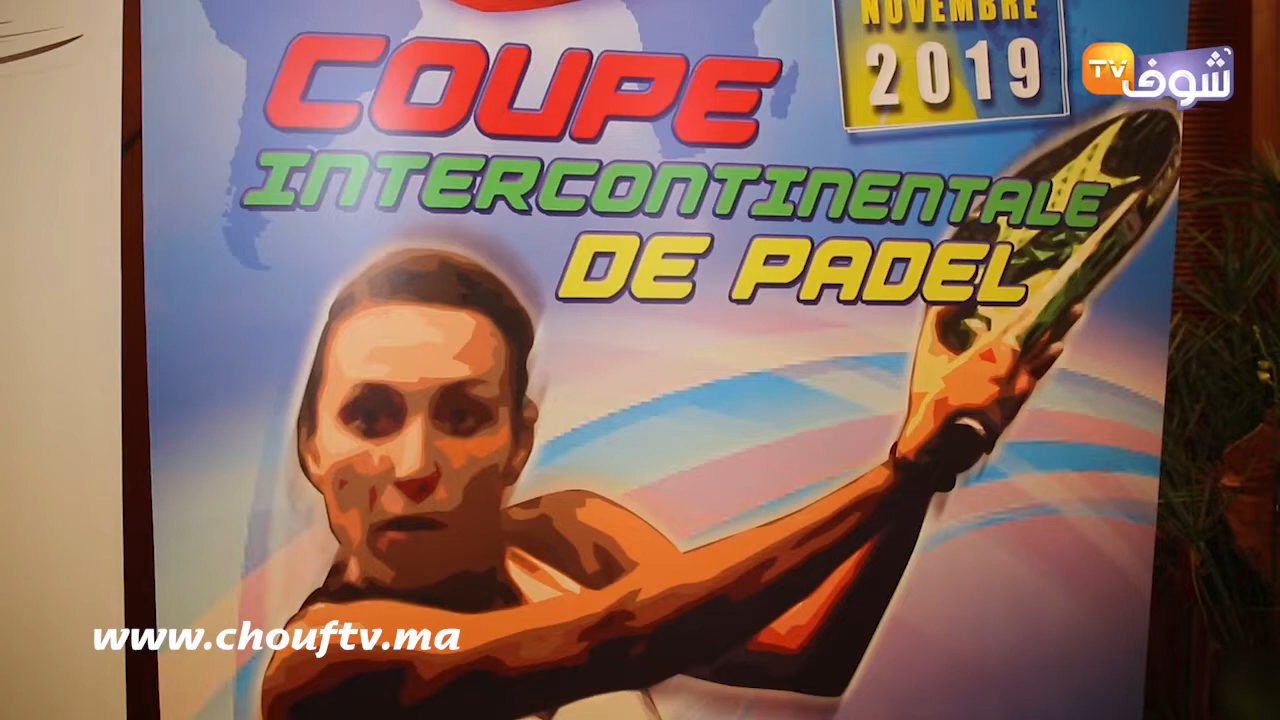 NOVEMBRE
2019
TV شوف
COUPE
INTERCONTINENTALE
DE PADEL
www.chouftv.ma